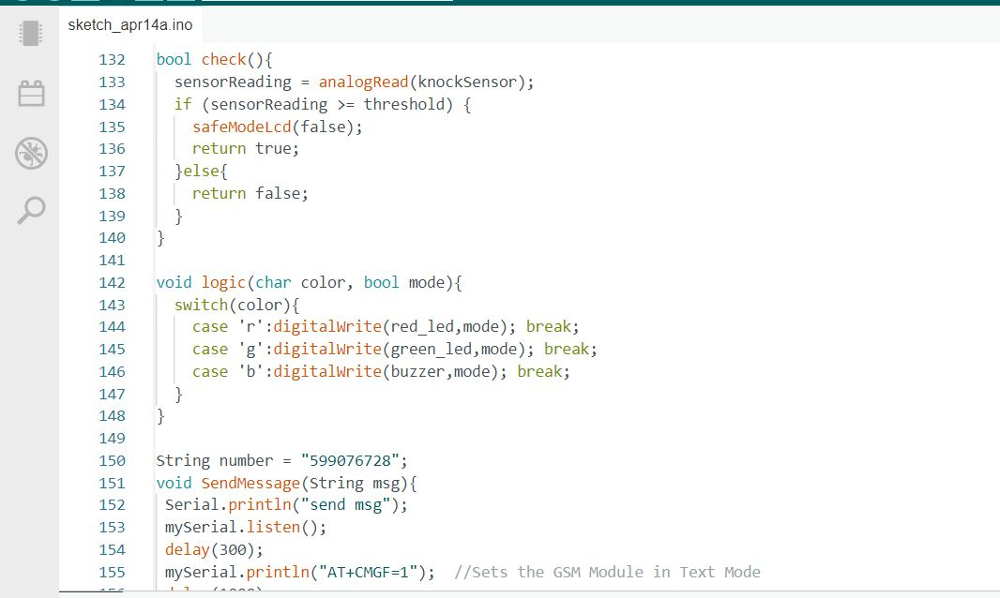 sketch_apr14a.ino
132 bool check(){
133 sensorReading = analogRead(knockSensor);
134 if (sensorReading >= threshold) {
135 safeModeLcd(false);
136 return true;
137 }else{
138 return false;
139 }
140 }
141
142 void logic(char color, bool mode){
143 switch(color){
144 case 'r':digitalWrite(red_led,mode); break;
145 case 'g':digitalWrite(green_led,mode); break;
146 case 'b':digitalWrite(buzzer,mode); break;
147 }
148 }
149
150 String number = "599076728";
151 void SendMessage(String msg){
152 Serial.println("send msg");
153 mySerial.listen();
154 delay(300);
155 mySerial.println("AT+CMGF=1"); //Sets the GSM Module in Text Mode